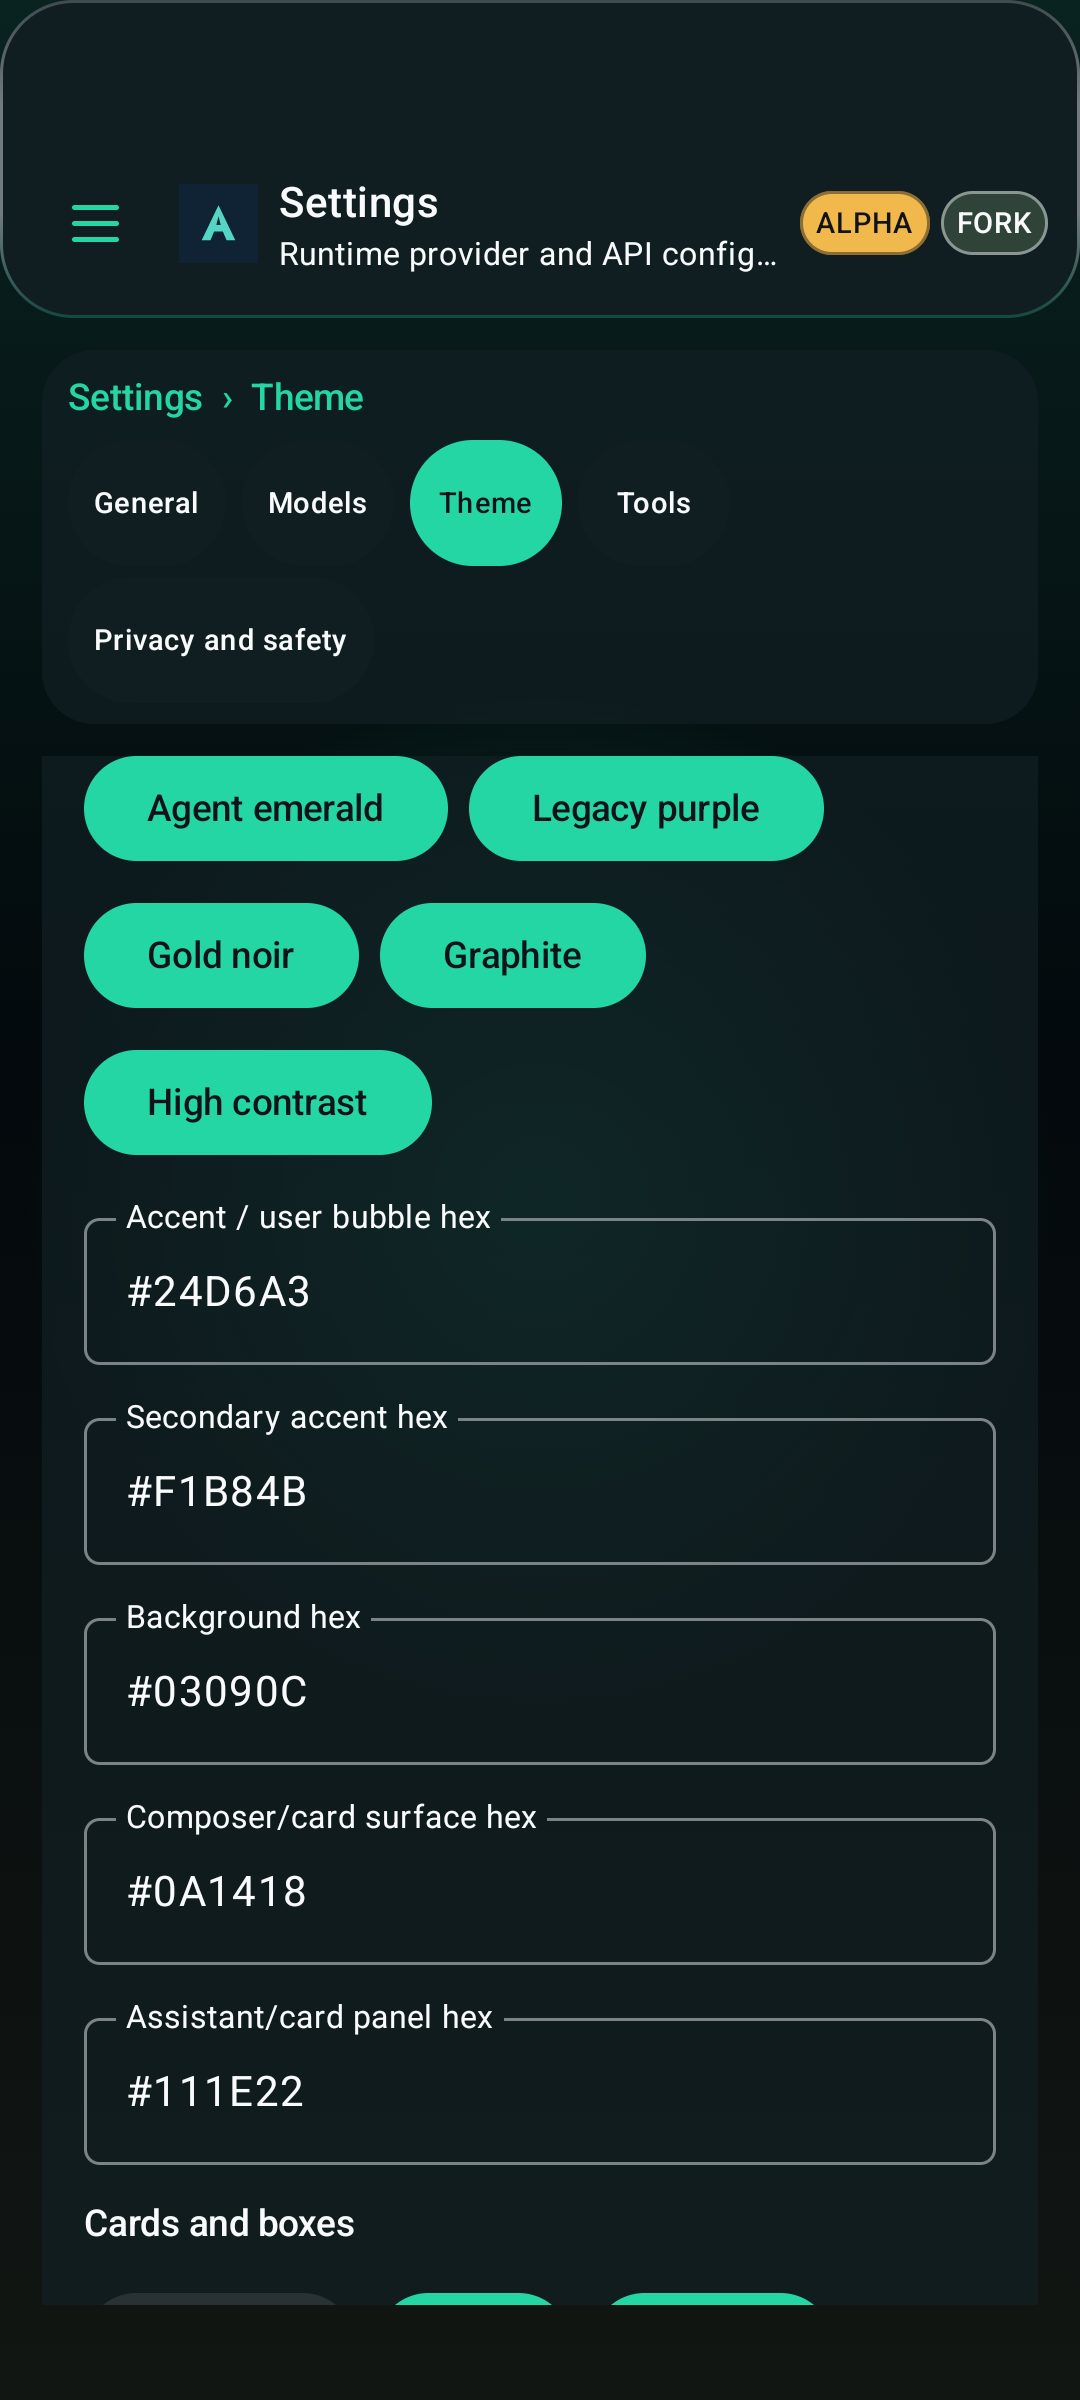 Settings
Runtime provider and API config…
ALPHA
FORK
Settings › Theme
General
Models
Theme
Tools
Privacy and safety
Agent emerald
Legacy purple
Gold noir
Graphite
High contrast
Accent / user bubble hex
#24D6A3
Secondary accent hex
#F1B84B
Background hex
#03090C
Composer/card surface hex
#0A1418
Assistant/card panel hex
#111E22
Cards and boxes